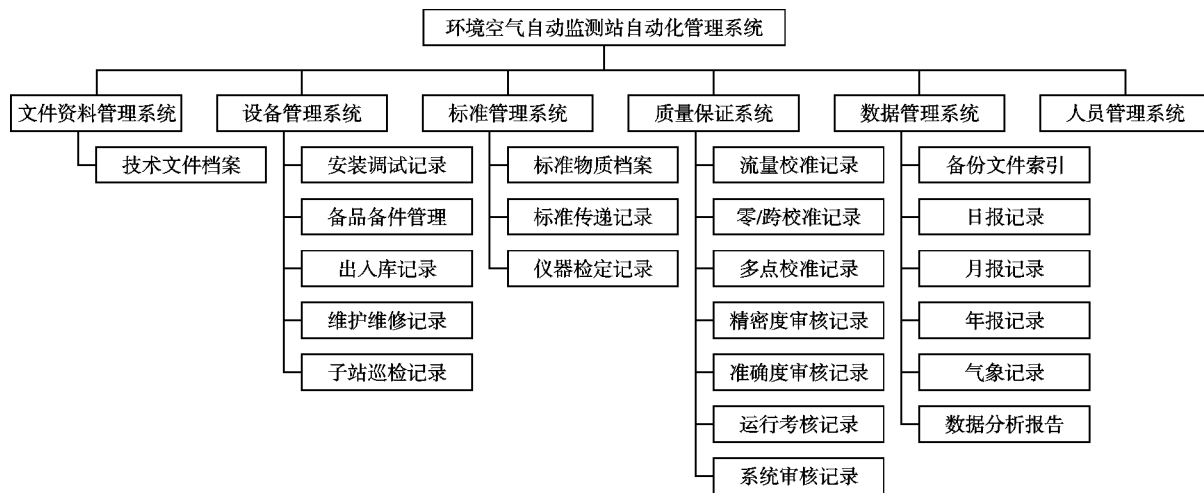 环境空气自动监测站自动化管理系统
文件资料管理系统
设备管理系统
标准管理系统
质量保证系统
数据管理系统
人员管理系统
技术文件档案
安装调试记录
标准物质档案
流量校准记录
备份文件索引
备品备件管理
标准传递记录
零/跨校准记录
日报记录
出入库记录
仪器检定记录
多点校准记录
月报记录
维护维修记录
精密度审核记录
年报记录
子站巡检记录
准确度审核记录
气象记录
运行考核记录
数据分析报告
系统审核记录